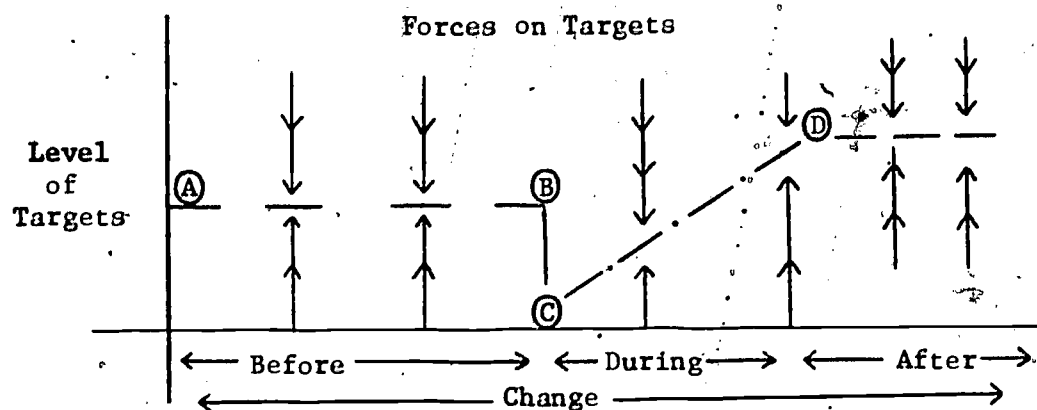 Forces on Targets
Level
of
Targets
A
B
C
D
Before
During
After
Change